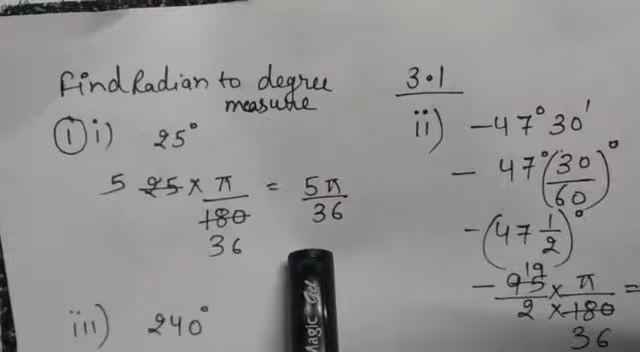 Find Radian to degree
measure
3.1
① i) 25°
5 25 × π/180 = 5π/36
36
ii) -47° 30'
- 47° (30/60)°
-(47 1/2)°
19
- 95/2 × π/180 =
36
iii) 240°
Magic Gel